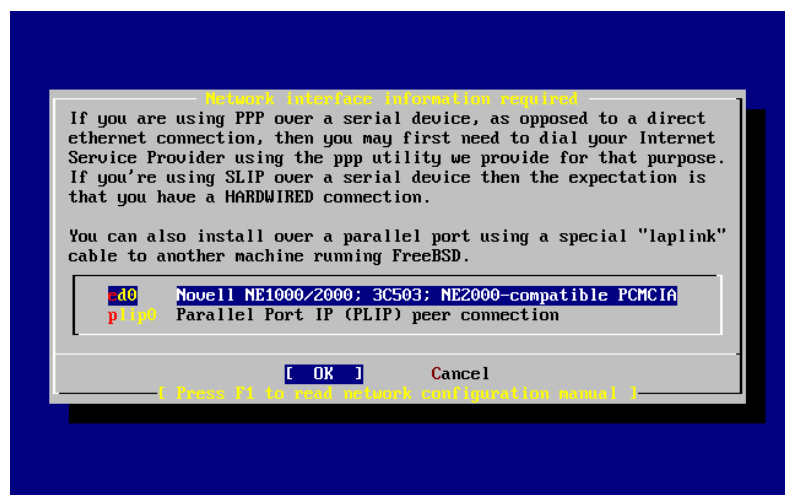 Network interface information required
If you are using PPP over a serial device, as opposed to a direct
ethernet connection, then you may first need to dial your Internet
Service Provider using the ppp utility we provide for that purpose.
If you're using SLIP over a serial device then the expectation is
that you have a HARDWIRED connection.
You can also install over a parallel port using a special "laplink"
cable to another machine running FreeBSD.
ed0 Novell NE1000/2000; 3C503; NE2000-compatible PCMCIA
plip0 Parallel Port IP (PLIP) peer connection
[ OK ] Cancel
[ Press F1 to read network configuration manual ]